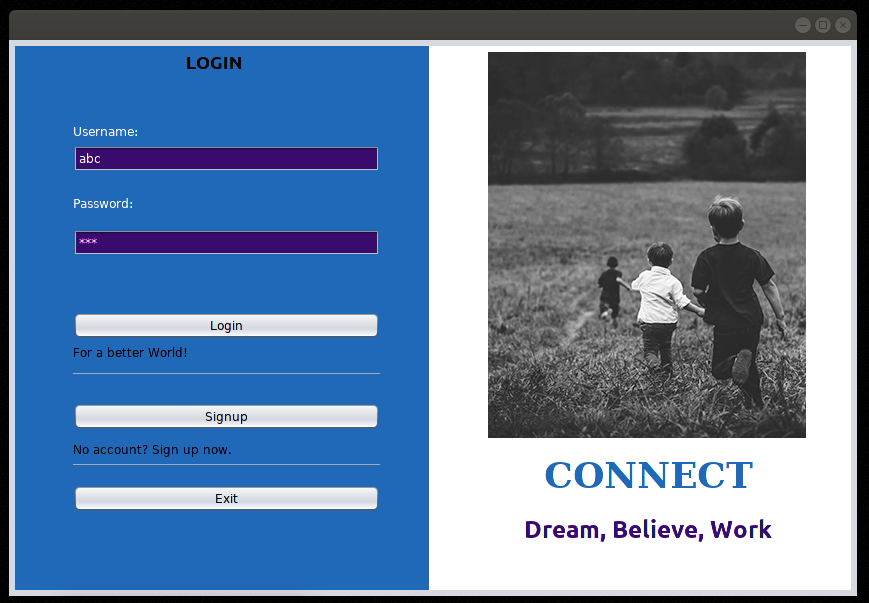 LOGIN
Username:
abc
Password:
***
Login
For a better World!
Signup
No account? Sign up now.
Exit
CONNECT
Dream, Believe, Work